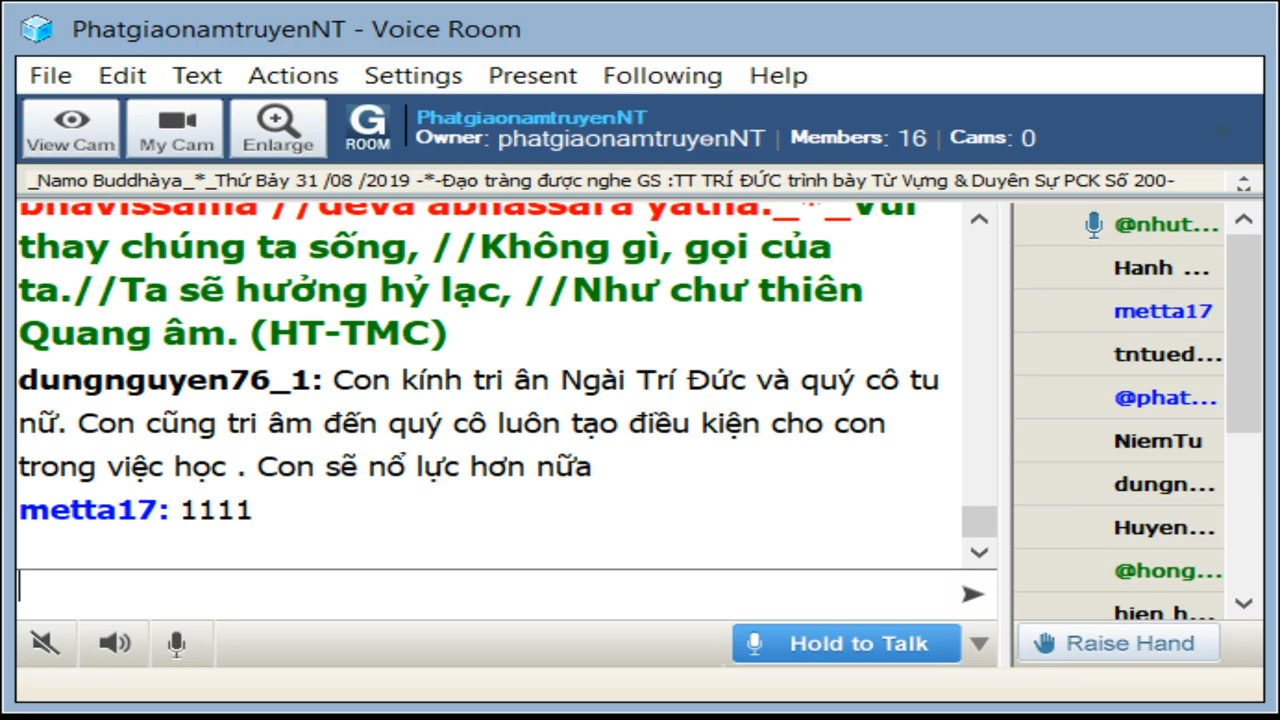 PhatgiaonamtruyenNT - Voice Room
File Edit Text Actions Settings Present Following Help
View Cam My Cam Enlarge G ROOM
PhatgiaonamtruyenNT
Owner: phatgiaonamtruyenNT | Members: 16 | Cams: 0
_Namo Buddhàya_*_Thứ Bảy 31 /08 /2019 -*-Đạo tràng được nghe GS :TT TRÍ ĐỨC trình bày Từ Vựng & Duyên Sự PCK Số 200-
bhavissāma //devā ābhassarā yathā._*_Vui
thay chúng ta sống, //Không gì, gọi của
ta.//Ta sẽ hưởng hỷ lạc, //Như chư thiên
Quang âm. (HT-TMC)
dungnguyen76_1: Con kính tri ân Ngài Trí Đức và quý cô tu
nữ. Con cũng tri âm đến quý cô luôn tạo điều kiện cho con
trong việc học . Con sẽ nổ lực hơn nữa
metta17: 1111
@nhut...
Hanh ...
metta17
tntued...
@phat...
NiemTu
dungn...
Huyen...
@hong...
hien h...
Hold to Talk
Raise Hand